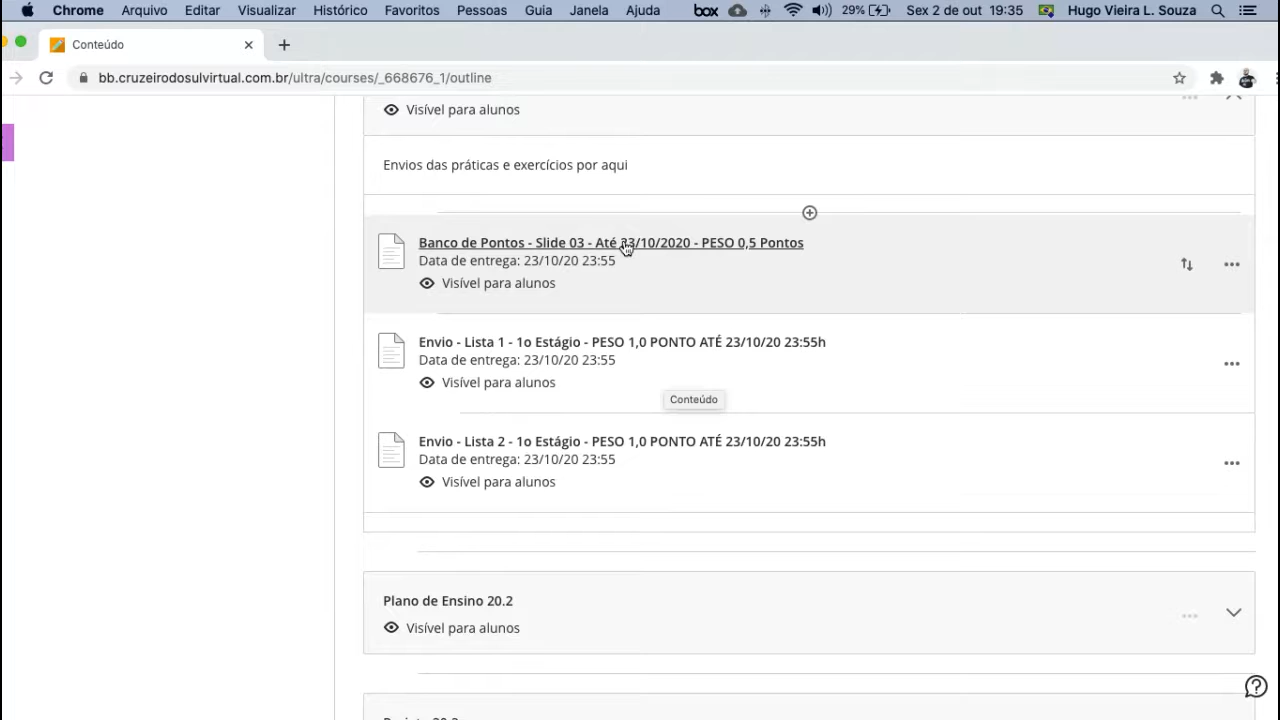 Chrome Arquivo Editar Visualizar Histórico Favoritos Pessoas Guia Janela Ajuda box 29% Sex 2 de out 19:35 Hugo Vieira L. Souza
Conteúdo
bb.cruzeirodosulvirtual.com.br/ultra/courses/_668676_1/outline
Visível para alunos
Envios das práticas e exercícios por aqui
Banco de Pontos - Slide 03 - Até 23/10/2020 - PESO 0,5 Pontos
Data de entrega: 23/10/20 23:55
Visível para alunos
Envio - Lista 1 - 1o Estágio - PESO 1,0 PONTO ATÉ 23/10/20 23:55h
Data de entrega: 23/10/20 23:55
Visível para alunos
Conteúdo
Envio - Lista 2 - 1o Estágio - PESO 1,0 PONTO ATÉ 23/10/20 23:55h
Data de entrega: 23/10/20 23:55
Visível para alunos
Plano de Ensino 20.2
Visível para alunos